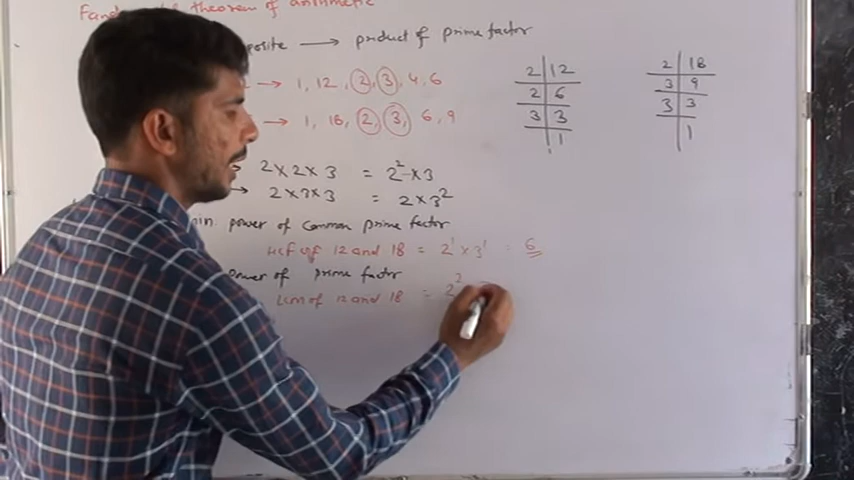 theorem of arithmetic
posite → product of prime factor
→ 1, 12, 2, 3, 4, 6
→ 1, 18, 2, 3, 6, 9
2 × 2 × 3 = 2² × 3
→ 2 × 3 × 3 = 2 × 3²
min. power of common prime factor
HCF of 12 and 18 = 2¹ × 3¹ = 6
power of prime factor
LCM of 12 and 18 = 2²
2 | 12
2 | 6
3 | 3
| 1
2 | 18
3 | 9
3 | 3
| 1